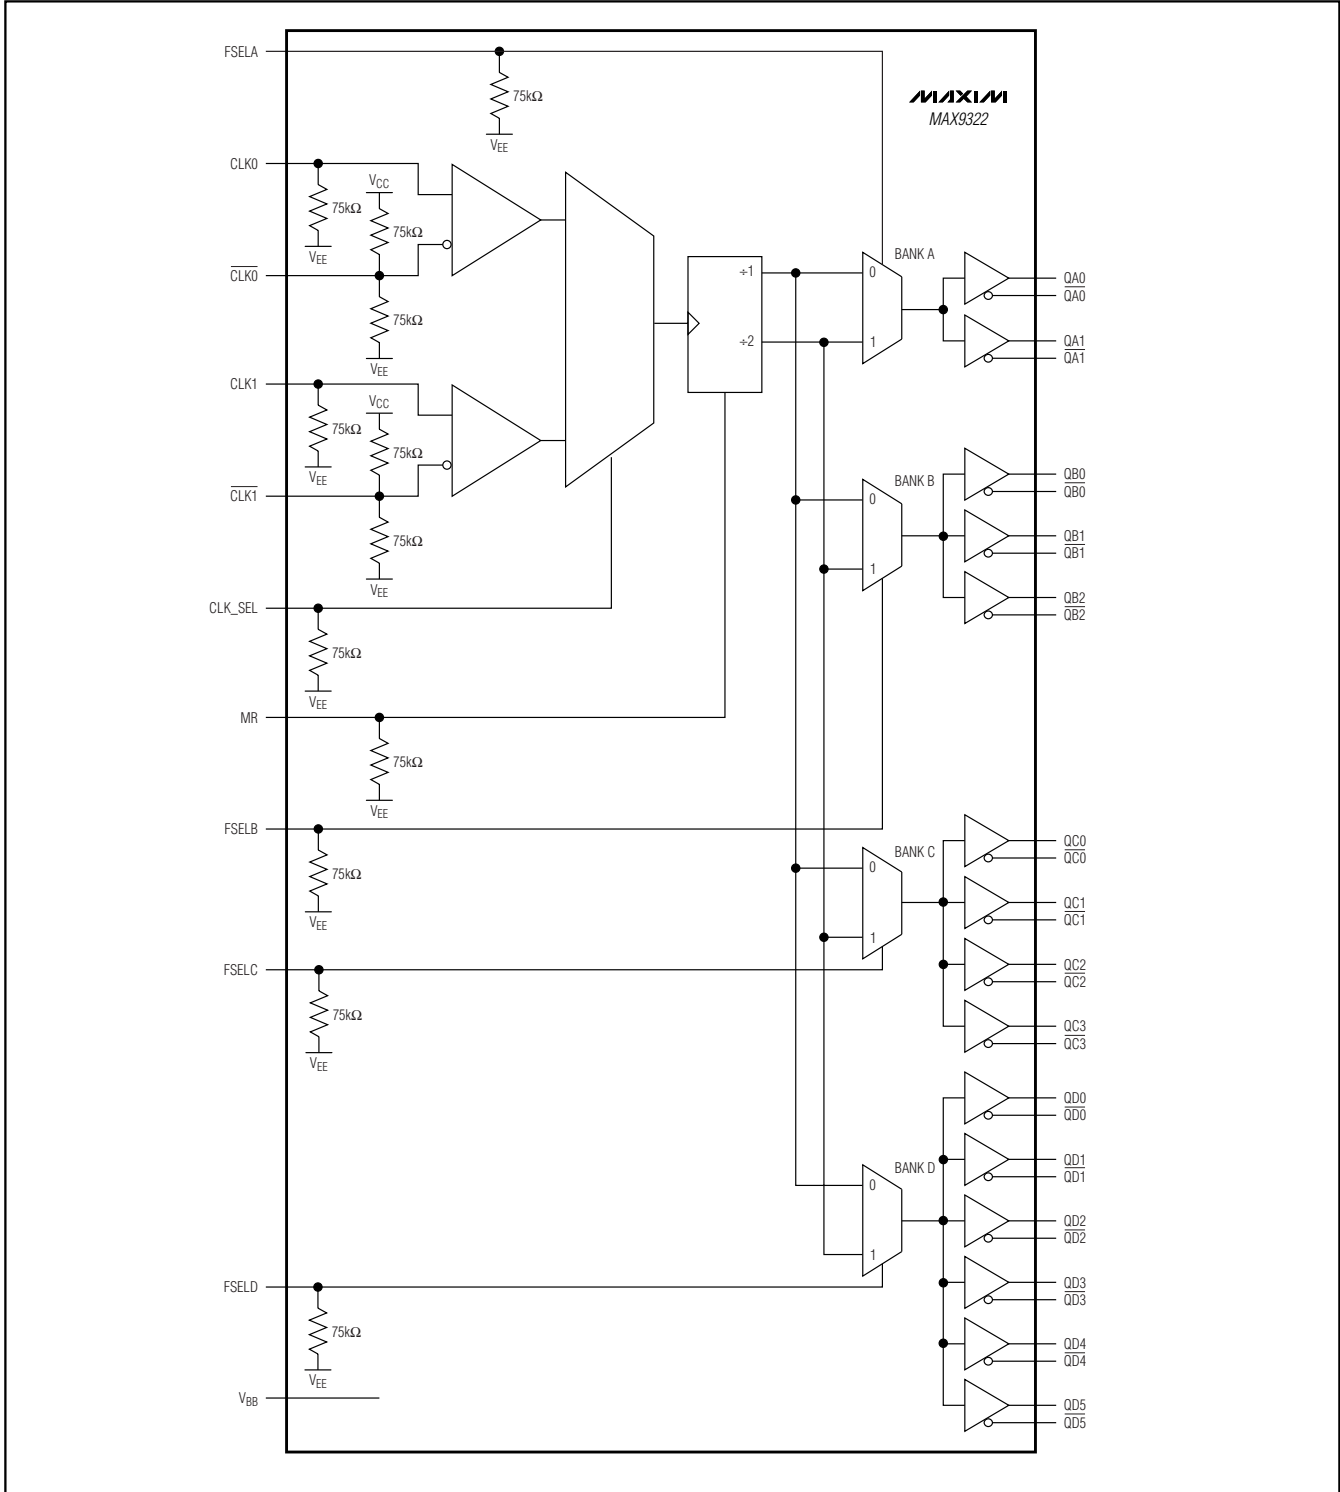 FSELA
75kΩ
VEE
MAXIM
MAX9322
CLK0
VCC
75kΩ
75kΩ
VEE
CLK0
75kΩ
VEE
÷1
÷2
BANK A
0
1
QA0
QA0
QA1
QA1
CLK1
VCC
75kΩ
75kΩ
VEE
CLK1
75kΩ
VEE
BANK B
0
1
QB0
QB0
QB1
QB1
QB2
QB2
CLK_SEL
75kΩ
VEE
MR
75kΩ
VEE
FSELB
75kΩ
VEE
BANK C
0
1
QC0
QC0
QC1
QC1
QC2
QC2
QC3
QC3
FSELC
75kΩ
VEE
BANK D
0
1
QD0
QD0
QD1
QD1
QD2
QD2
QD3
QD3
QD4
QD4
QD5
QD5
FSELD
75kΩ
VEE
VBB